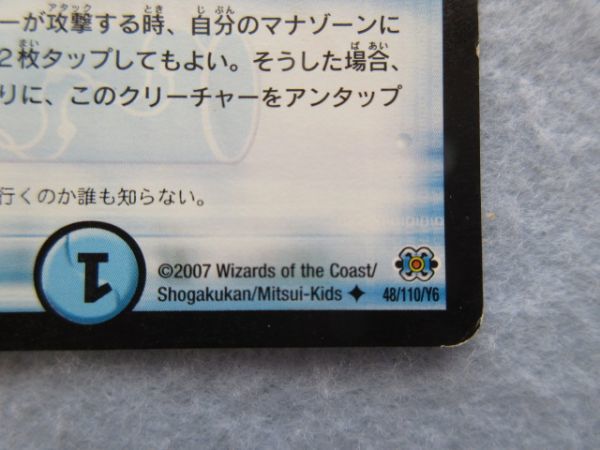 ーが攻撃する時、自分のマナゾーンに
2枚タップしてもよい。そうした場合、
りに、このクリーチャーをアンタップ
行くのか誰も知らない。
1
©2007 Wizards of the Coast/
Shogakukan/Mitsui-Kids ✦ 48/110/Y6